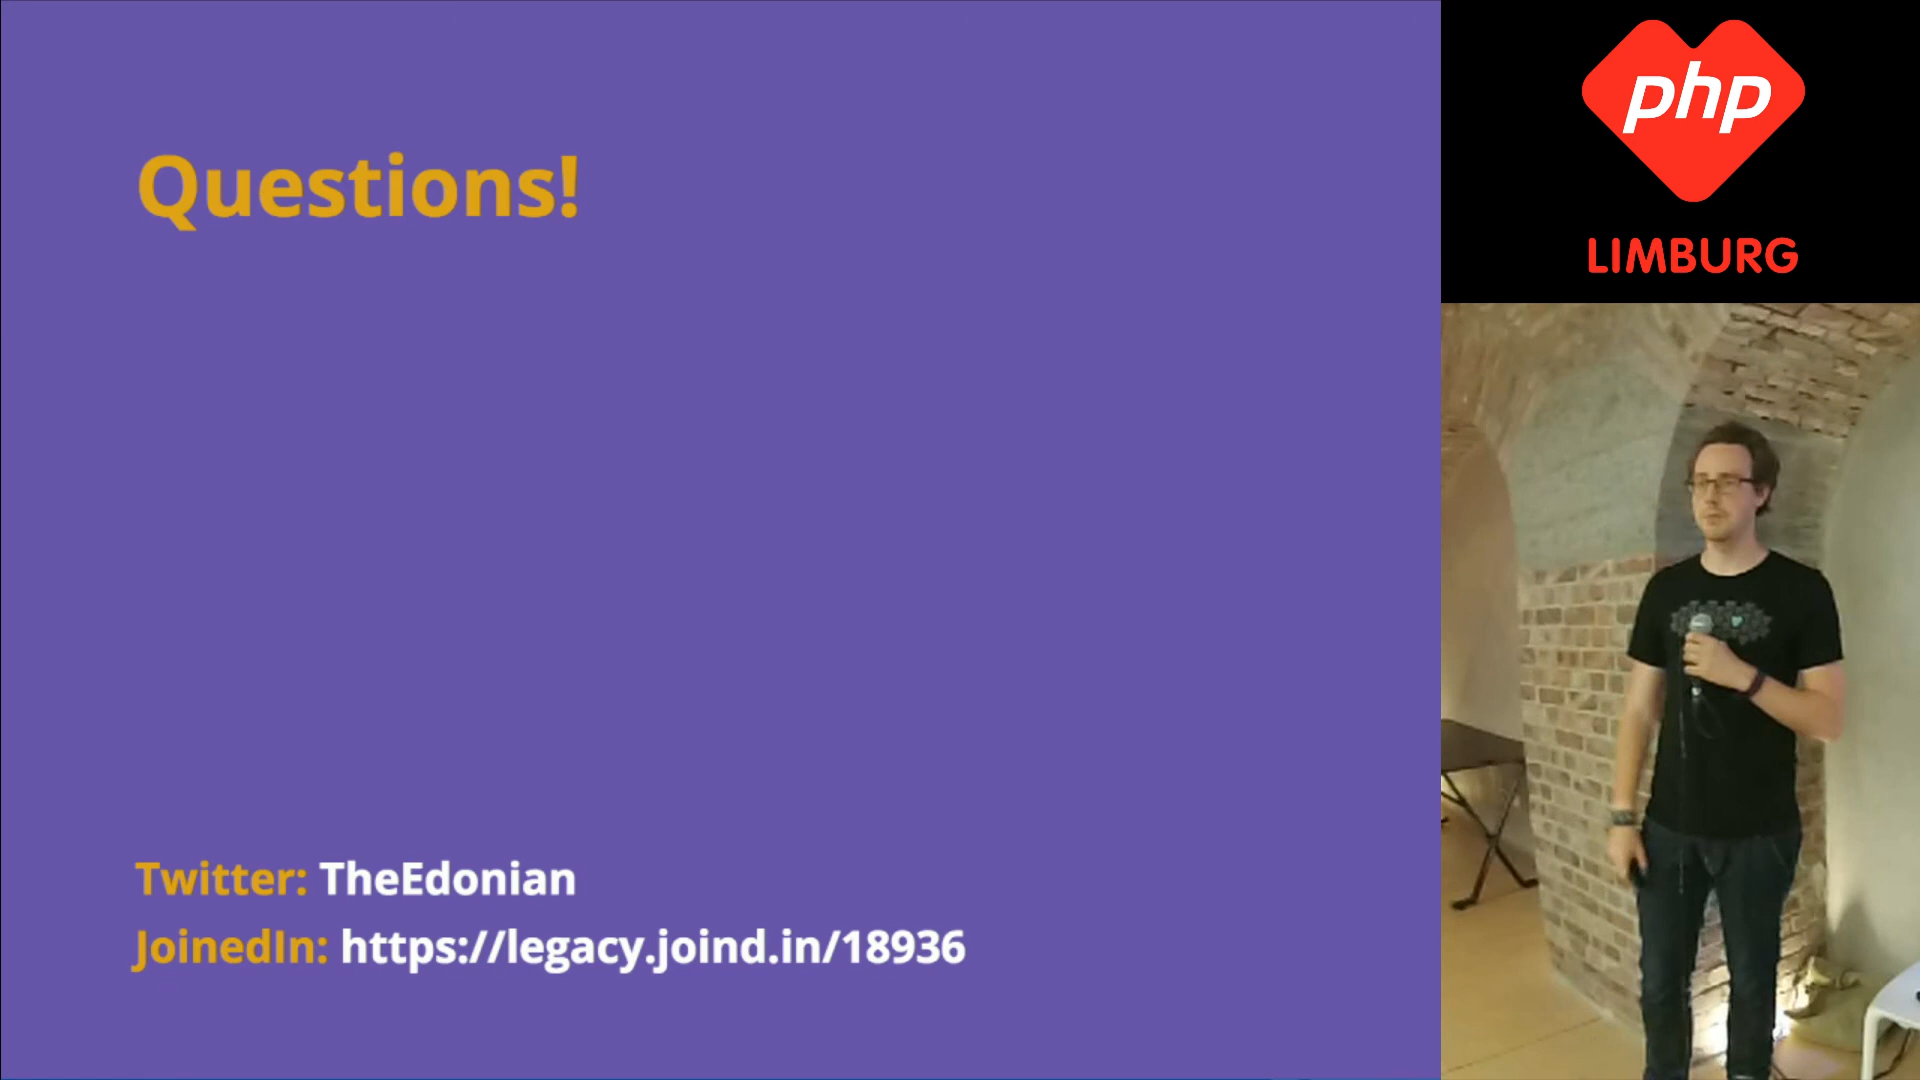 Questions!
Twitter: TheEdonian
JoinedIn: https://legacy.joind.in/18936
php
LIMBURG